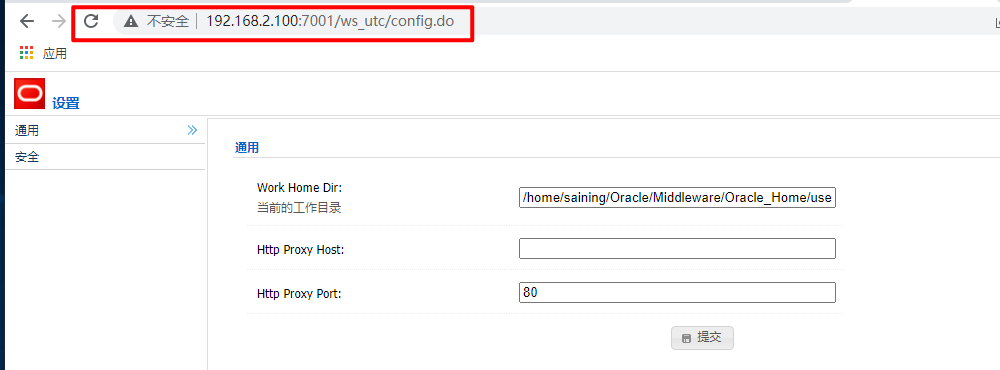 不安全 | 192.168.2.100:7001/ws_utc/config.do
应用
设置
通用
安全
通用
Work Home Dir:
当前的工作目录
/home/saining/Oracle/Middleware/Oracle_Home/use
Http Proxy Host:
Http Proxy Port:
80
提交